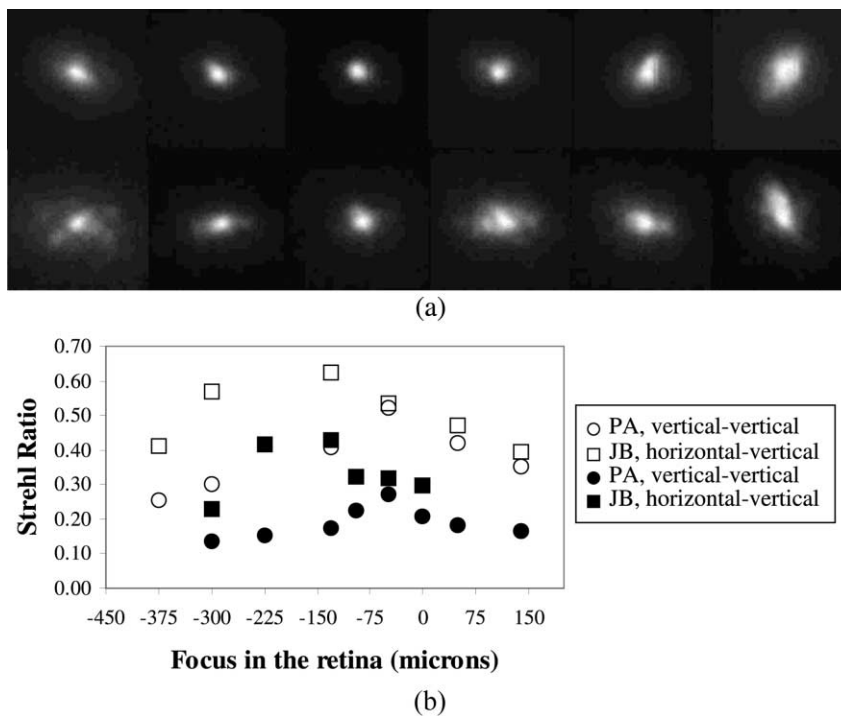 (a)
0.70
0.60
0.50
0.40
0.30
0.20
0.10
0.00
Strehl Ratio
-450 -375 -300 -225 -150 -75 0 75 150
Focus in the retina (microns)
PA, vertical-vertical
JB, horizontal-vertical
PA, vertical-vertical
JB, horizontal-vertical
(b)